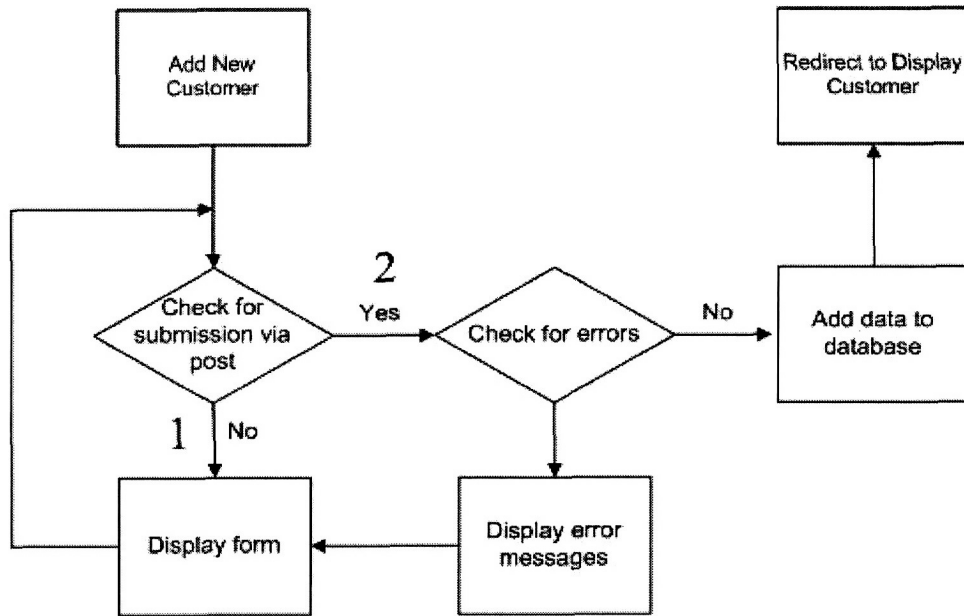 Add New
Customer
Redirect to Display
Customer
2
Check for
submission via
post
Yes
Check for errors
No
Add data to
database
1
No
Display form
Display error
messages